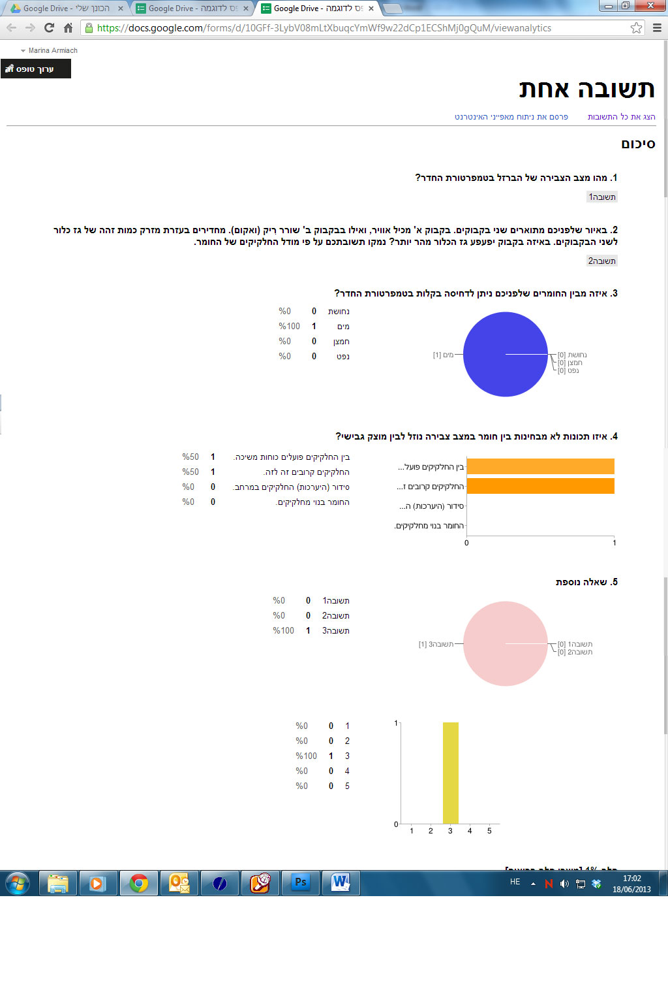 Google Drive - הכונן שלי
Google Drive - פס לדוגמה
Google Drive - פס לדוגמה
https://docs.google.com/forms/d/10GFf-3LybV08mLtXbuqcYmWf9w22dCp1ECShMj0gQuM/viewanalytics
Marina Armiach
ערוך טופס זה
תשובה אחת
הצג את כל התשובות פרסם את ניתוח מאפייני האינטרנט
סיכום
1. מהו מצב הצבירה של הברזל בטמפרטורת החדר?
תשובה1
2. באיור שלפניכם מתוארים שני בקבוקים. בקבוק א' מכיל אוויר, ואילו בבקבוק ב' שורר ריק (ואקום). מחדירים בעזרת מזרק כמות זהה של גז כלור
לשני הבקבוקים. באיזה בקבוק יפעפע גז הכלור מהר יותר? נמקו תשובתכם על פי מודל החלקיקים של החומר.
תשובה2
3. איזה מבין החומרים שלפניכם ניתן לדחיסה בקלות בטמפרטורת החדר?
נחושת [0]
חמצן [0]
נפט [0]
מים [1]
נחושת 0 %0
מים 1 %100
חמצן 0 %0
נפט 0 %0
4. איזו תכונות לא מבחינות בין חומר במצב צבירה נוזל לבין מוצק גבישי?
בין החלקיקים פועל...
החלקיקים קרובים ז...
סידור (היערכות) ה...
החומר בנוי מחלקיקים.
0 1
בין החלקיקים פועלים כוחות משיכה. 1 %50
החלקיקים קרובים זה לזה. 1 %50
סידור (היערכות) החלקיקים במרחב. 0 %0
החומר בנוי מחלקיקים. 0 %0
5. שאלה נוספת
תשובה1 [0]
תשובה2 [0]
תשובה3 [1]
תשובה1 0 %0
תשובה2 0 %0
תשובה3 1 %100
1
0
1 2 3 4 5
1 0 %0
2 0 %0
3 1 %100
4 0 %0
5 0 %0
Ps
W
HE
N
17:02
18/06/2013